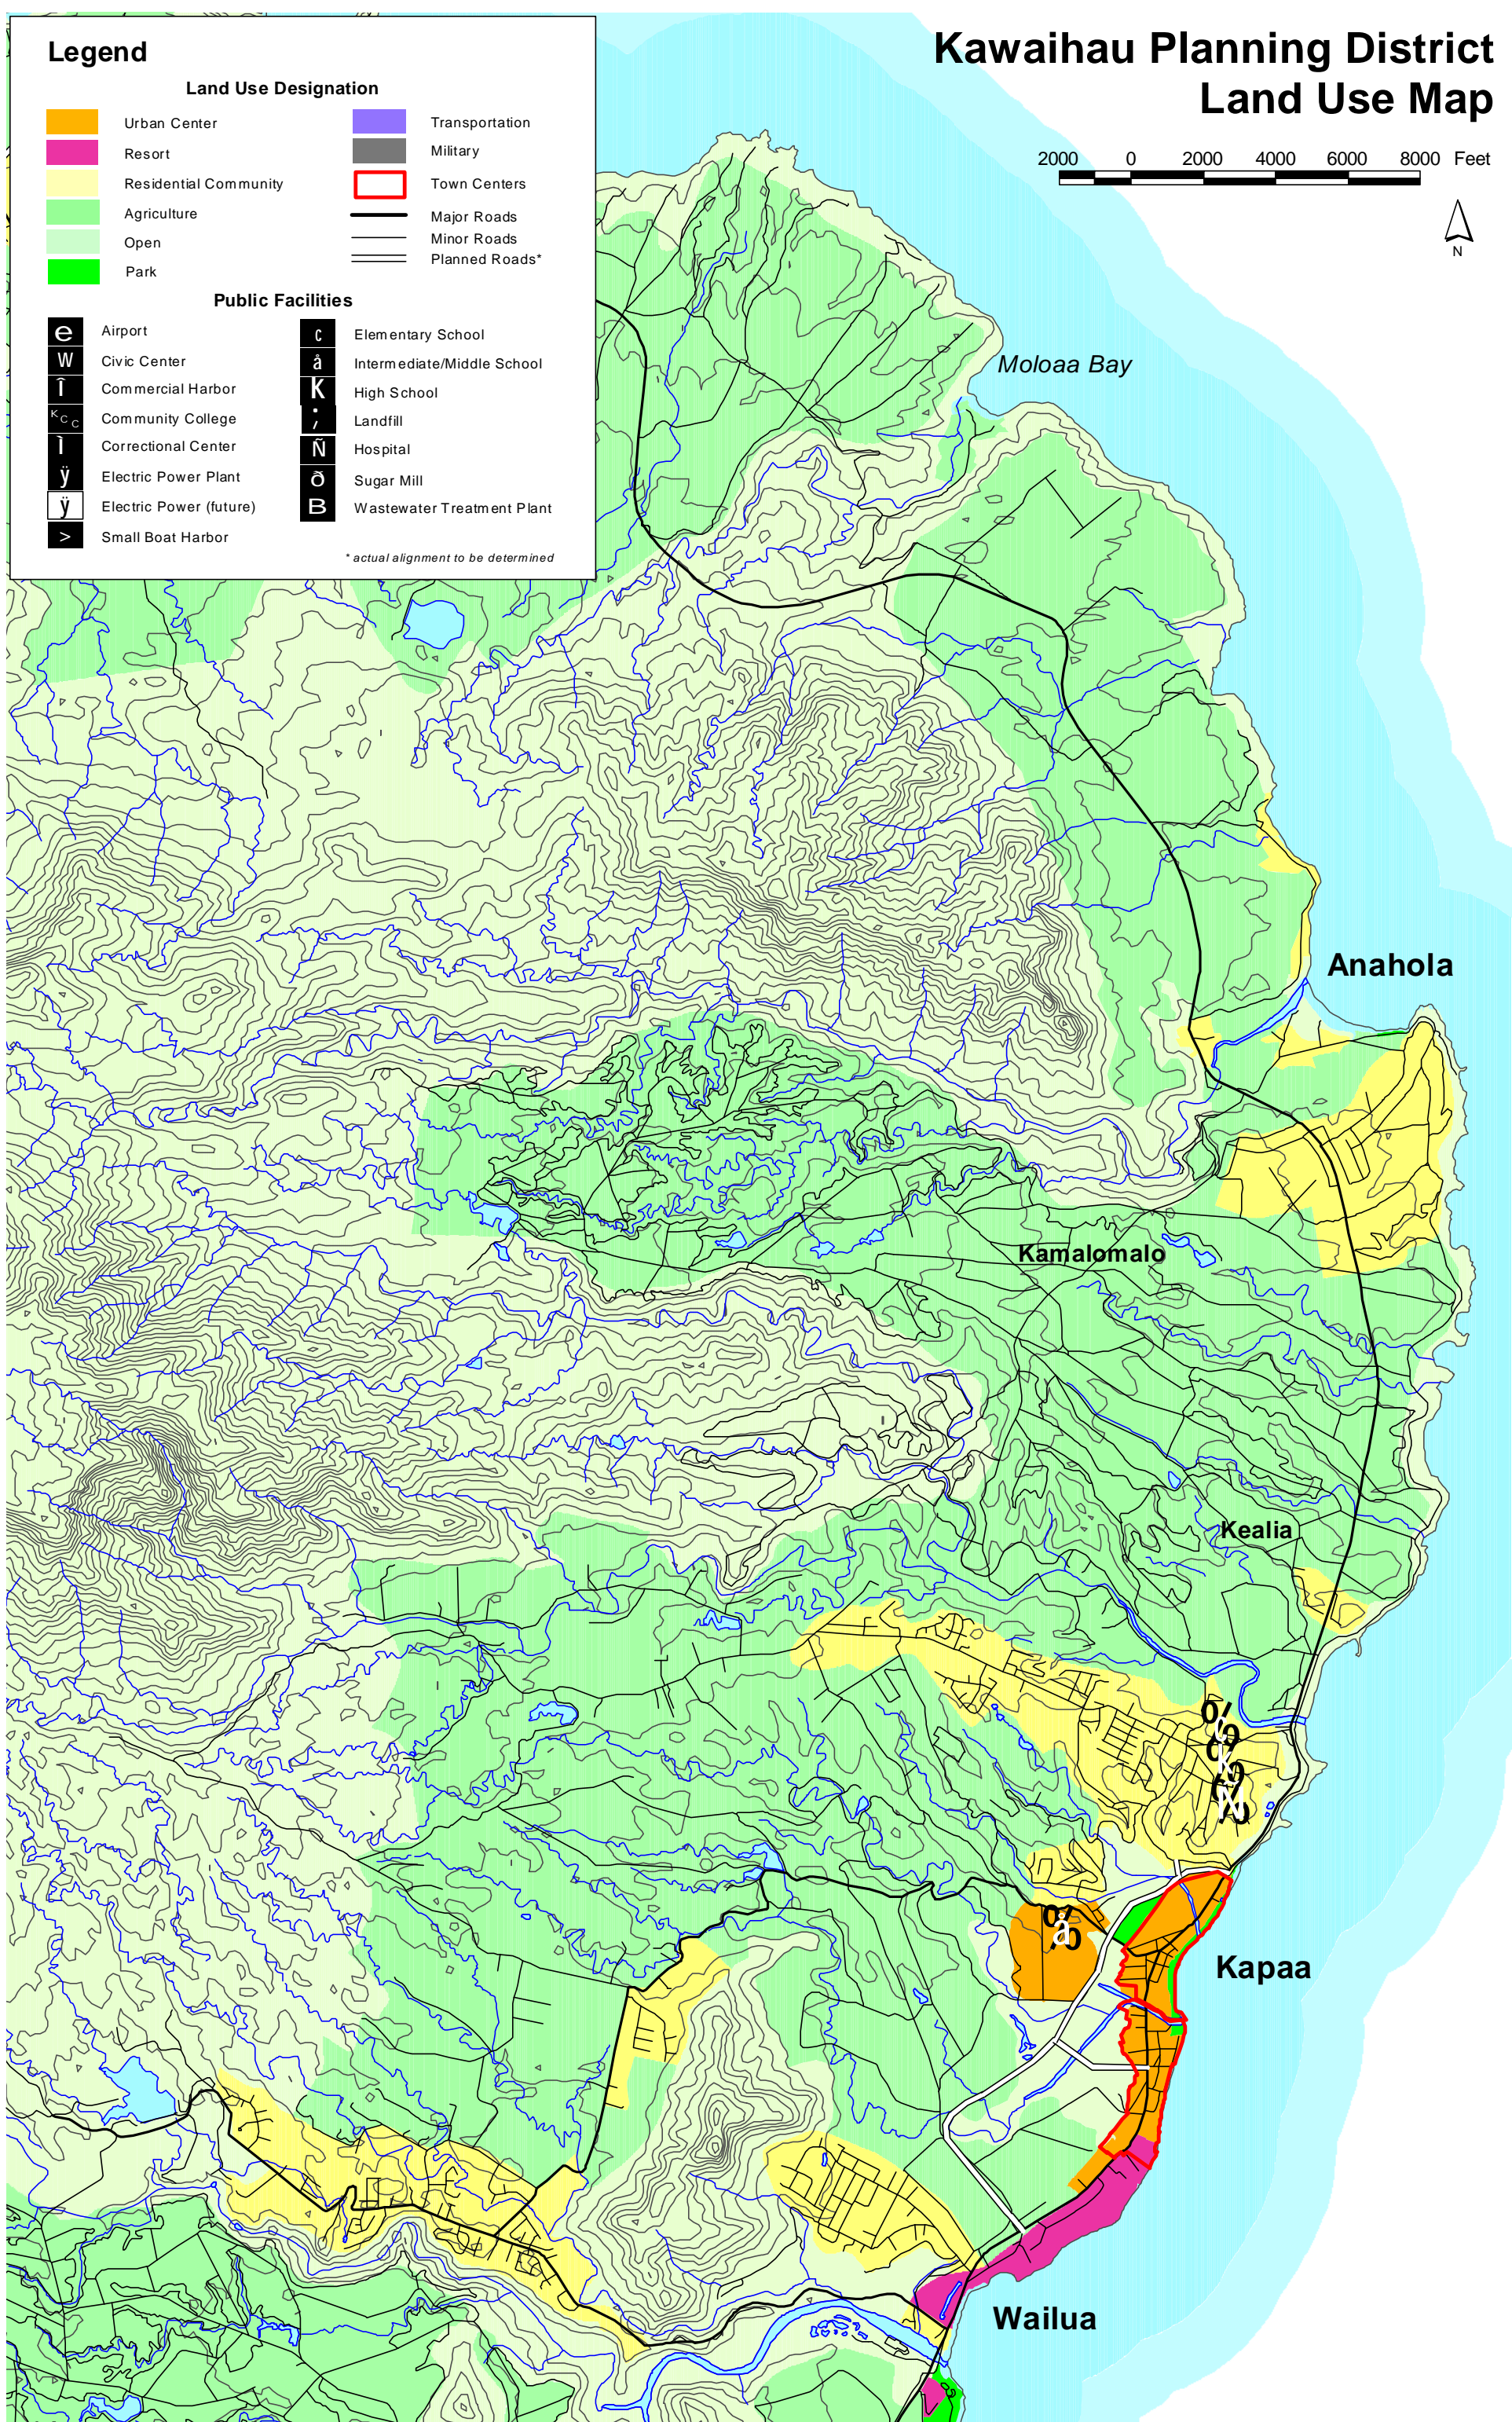 Kawaihau Planning District
Land Use Map
2000 0 2000 4000 6000 8000 Feet
N
Legend
Land Use Designation
Urban Center
Resort
Residential Community
Agriculture
Open
Park
Transportation
Military
Town Centers
Major Roads
Minor Roads
Planned Roads*
Public Facilities
e Airport
W Civic Center
Î Commercial Harbor
KCC Community College
Ì Correctional Center
ÿ Electric Power Plant
ÿ Electric Power (future)
> Small Boat Harbor
c Elementary School
å Intermediate/Middle School
K High School
; Landfill
Ñ Hospital
ð Sugar Mill
B Wastewater Treatment Plant
* actual alignment to be determined
Moloaa Bay
Anahola
Kamalomalo
Kealia
%
%
K
%
Ñ
%
å
Kapaa
Wailua